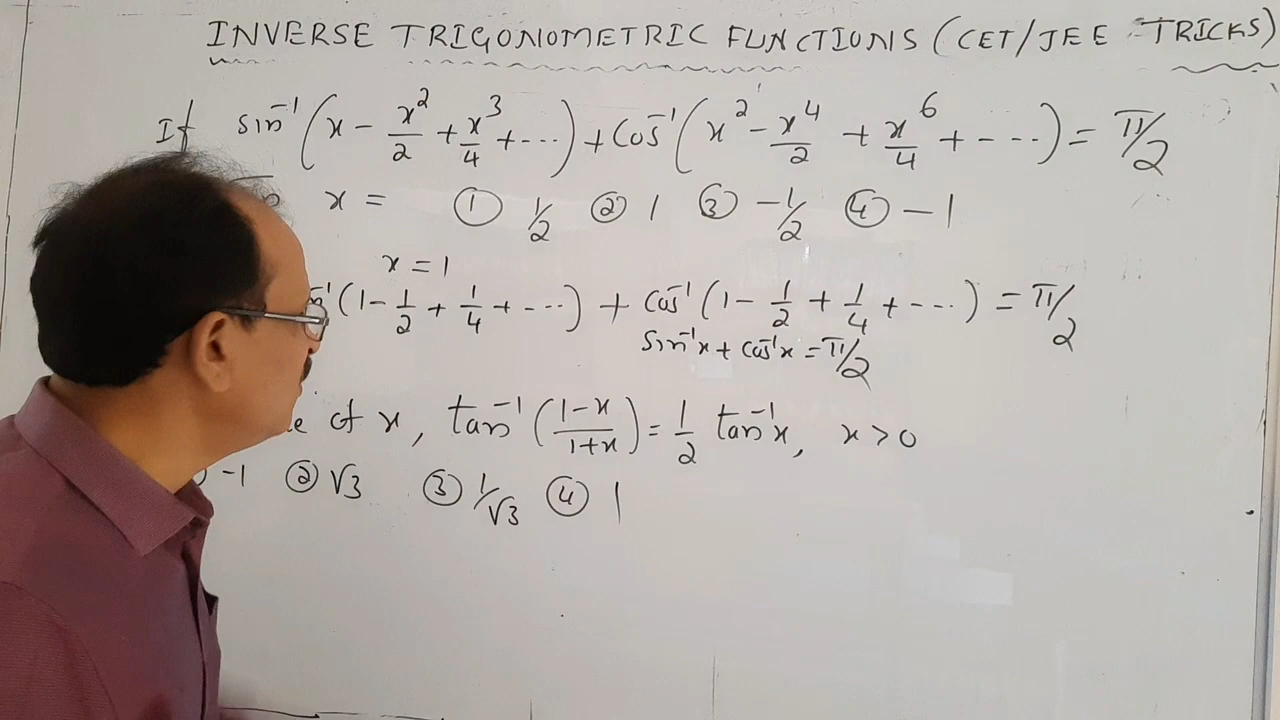 INVERSE TRIGONOMETRIC FUNCTIONS (CET/JEE TRICKS)
If sin⁻¹(x - x²/2 + x³/4 + ---) + Cos⁻¹(x² - x⁴/2 + x⁶/4 + ----) = π/2
x = ① 1/2 ② 1 ③ -1/2 ④ -1
x = 1
(1 - 1/2 + 1/4 + ---) + Cos⁻¹(1 - 1/2 + 1/4 + ---) = π/2
Sin⁻¹x + Cos⁻¹x = π/2
of x, tan⁻¹((1-x)/(1+x)) = 1/2 tan⁻¹x, x > 0
-1 ② √3 ③ 1/√3 ④ 1